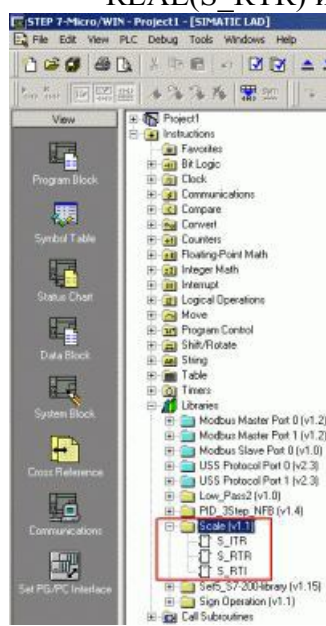 REAL(S_RTR)
STEP 7-Micro/WIN - Project1 - [SIMATIC LAD]
File Edit View PLC Debug Tools Windows Help
View
Program Block
Symbol Table
Status Chart
Data Block
System Block
Cross Reference
Communications
Set PG/PC Interface
Project1
Instructions
Favorites
Bit Logic
Clock
Communications
Compare
Convert
Counters
Floating-Point Math
Integer Math
Interrupt
Logical Operations
Move
Program Control
Shift/Rotate
String
Table
Timers
Libraries
Modbus Master Port 0 (v1.2)
Modbus Master Port 1 (v1.2)
Modbus Slave Port 0 (v1.0)
USS Protocol Port 0 (v2.3)
USS Protocol Port 1 (v2.3)
Low_Pass2 (v1.0)
PID_3Step_NFB (v1.4)
Scale (v1.1)
S_ITR
S_RTR
S_RTI
Sign Operation (v1.1)
Call Subroutines